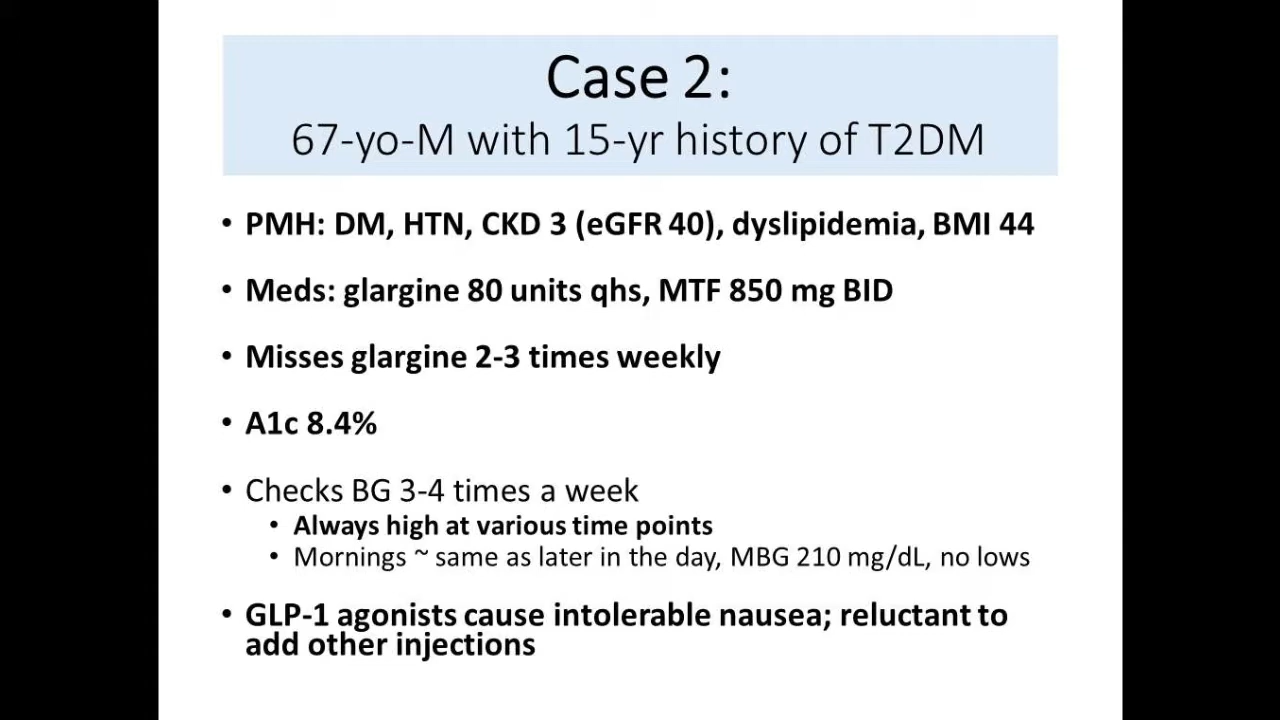 Case 2:
67-yo-M with 15-yr history of T2DM
• PMH: DM, HTN, CKD 3 (eGFR 40), dyslipidemia, BMI 44
• Meds: glargine 80 units qhs, MTF 850 mg BID
• Misses glargine 2-3 times weekly
• A1c 8.4%
• Checks BG 3-4 times a week
• Always high at various time points
• Mornings ~ same as later in the day, MBG 210 mg/dL, no lows
• GLP-1 agonists cause intolerable nausea; reluctant to
add other injections